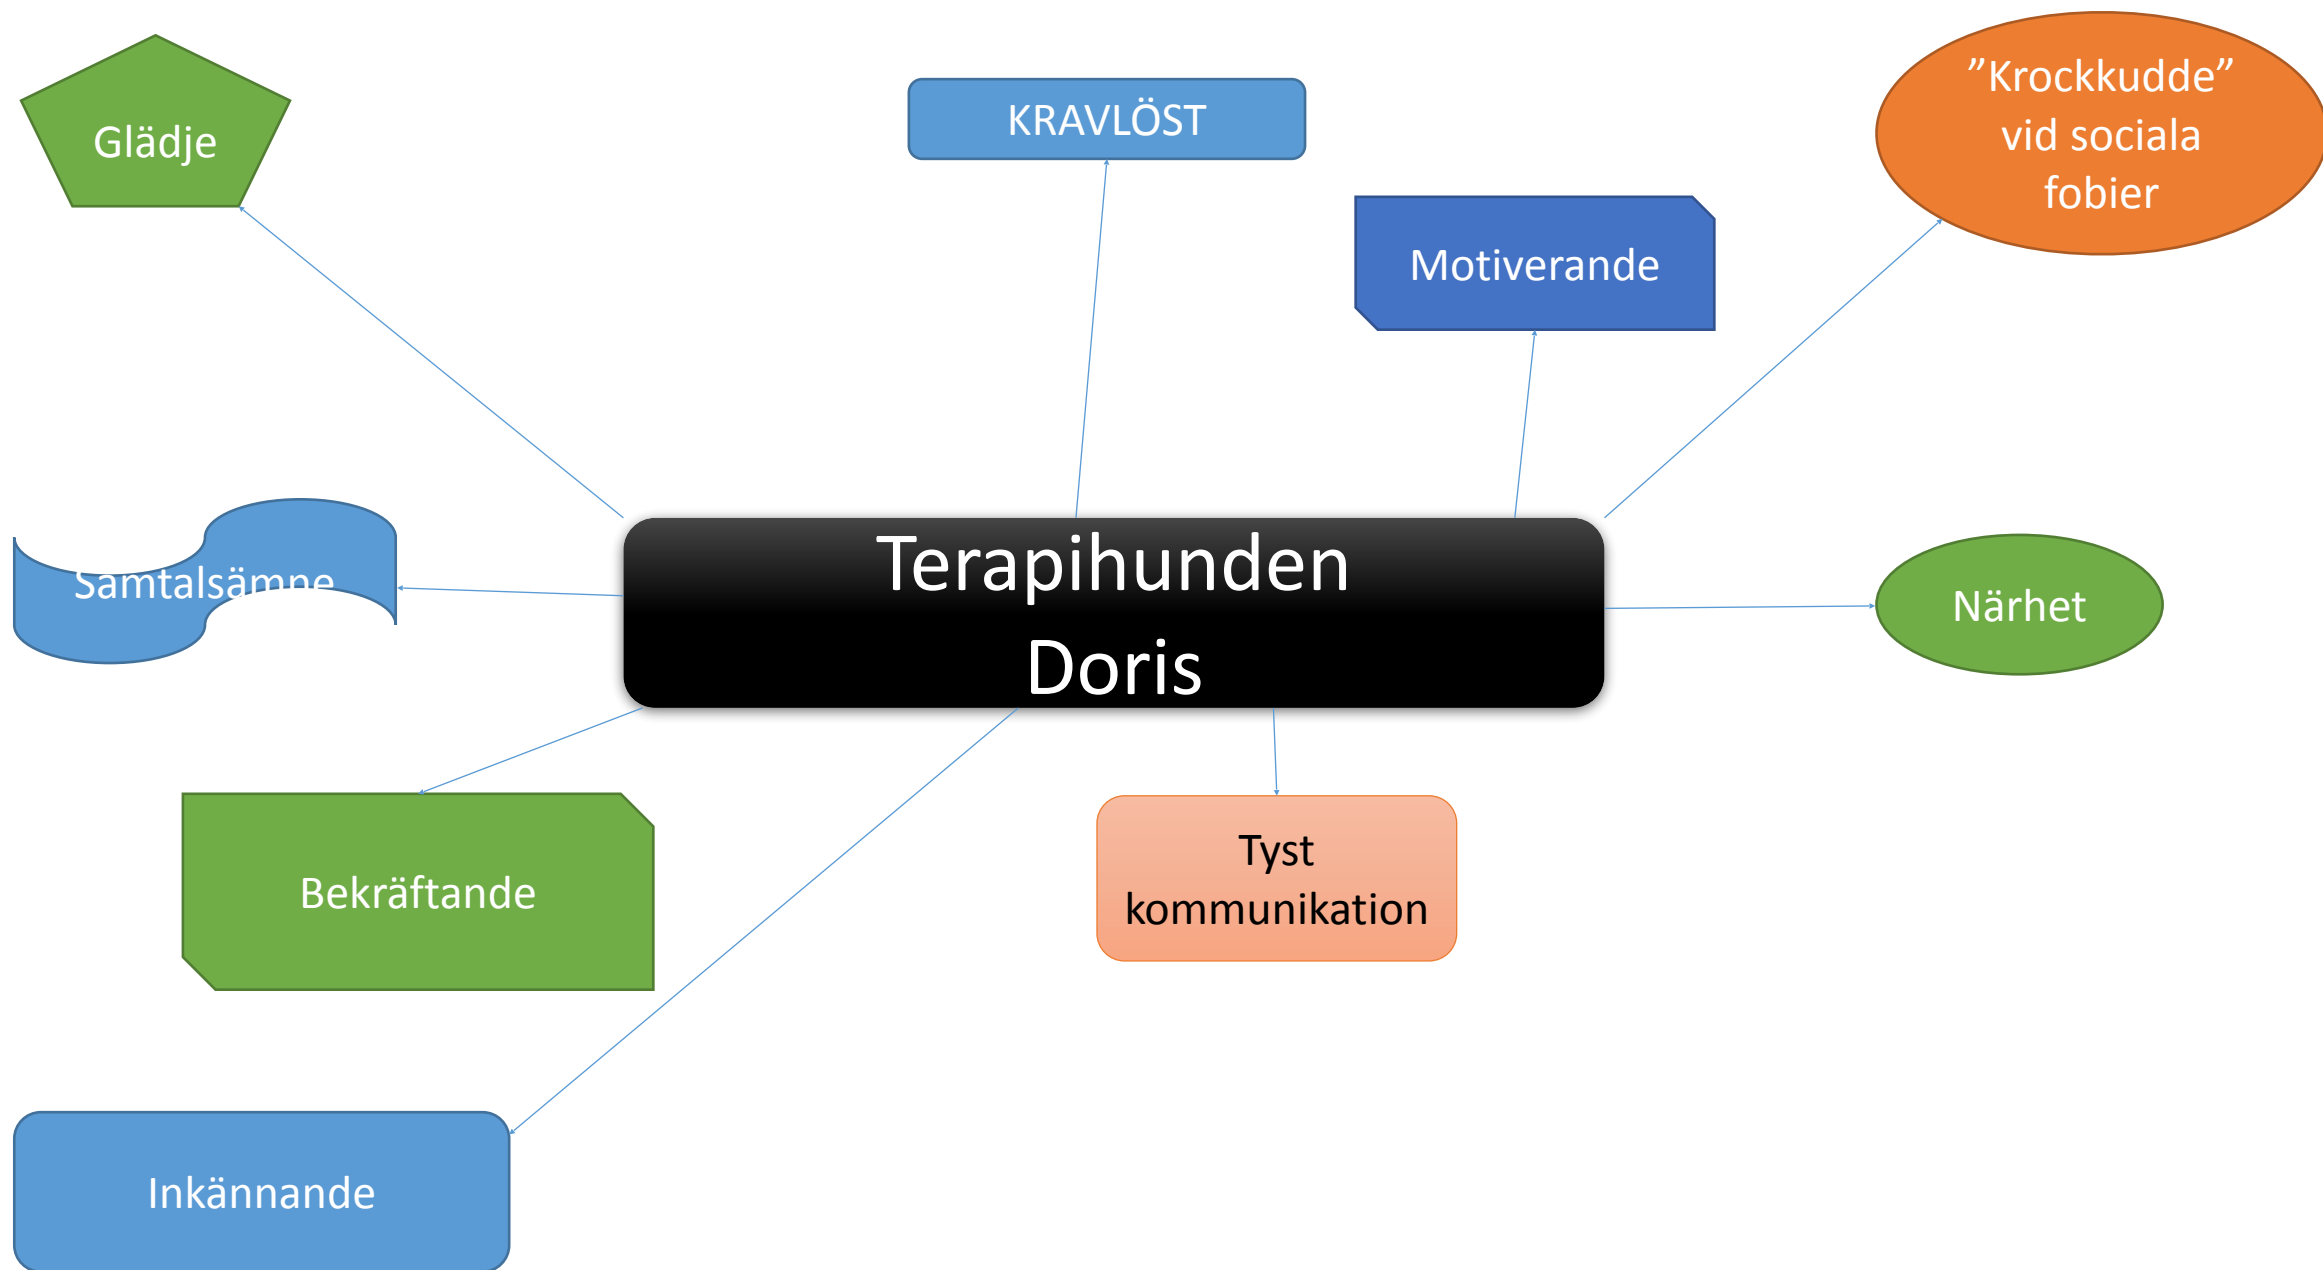 Glädje
KRAVLÖST
”Krockkudde”
vid sociala
fobier
Motiverande
Samtalsämne
Terapihunden
Doris
Närhet
Bekräftande
Tyst
kommunikation
Inkännande